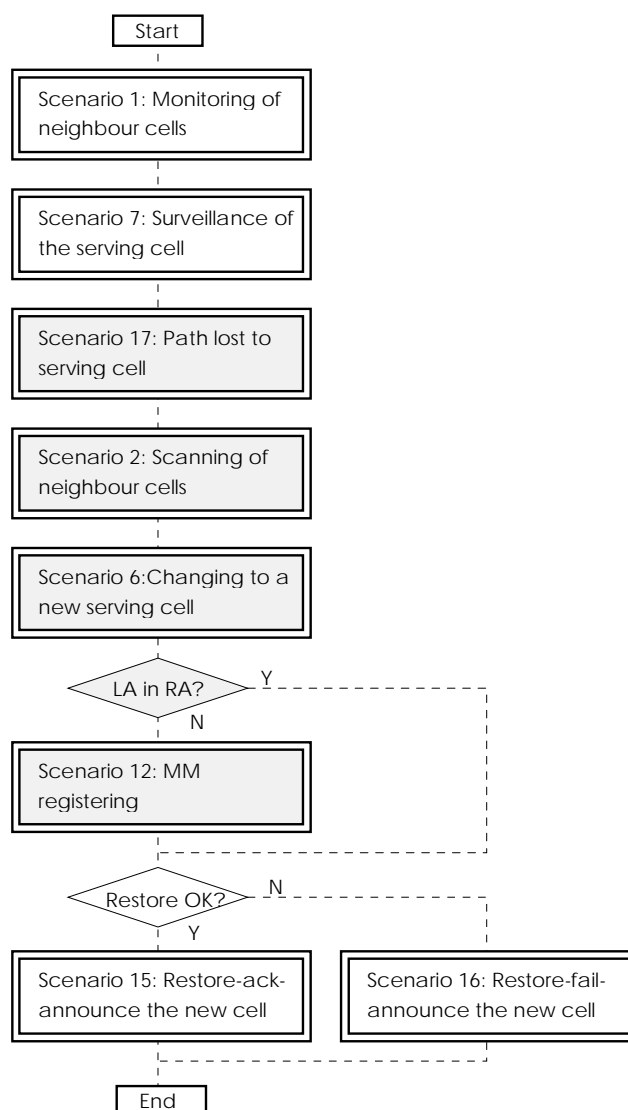 Start
Scenario 1: Monitoring of
neighbour cells
Scenario 7: Surveillance of
the serving cell
Scenario 17: Path lost to
serving cell
Scenario 2: Scanning of
neighbour cells
Scenario 6:Changing to a
new serving cell
LA in RA?
Y
N
Scenario 12: MM
registering
Restore OK?
N
Y
Scenario 15: Restore-ack-
announce the new cell
Scenario 16: Restore-fail-
announce the new cell
End